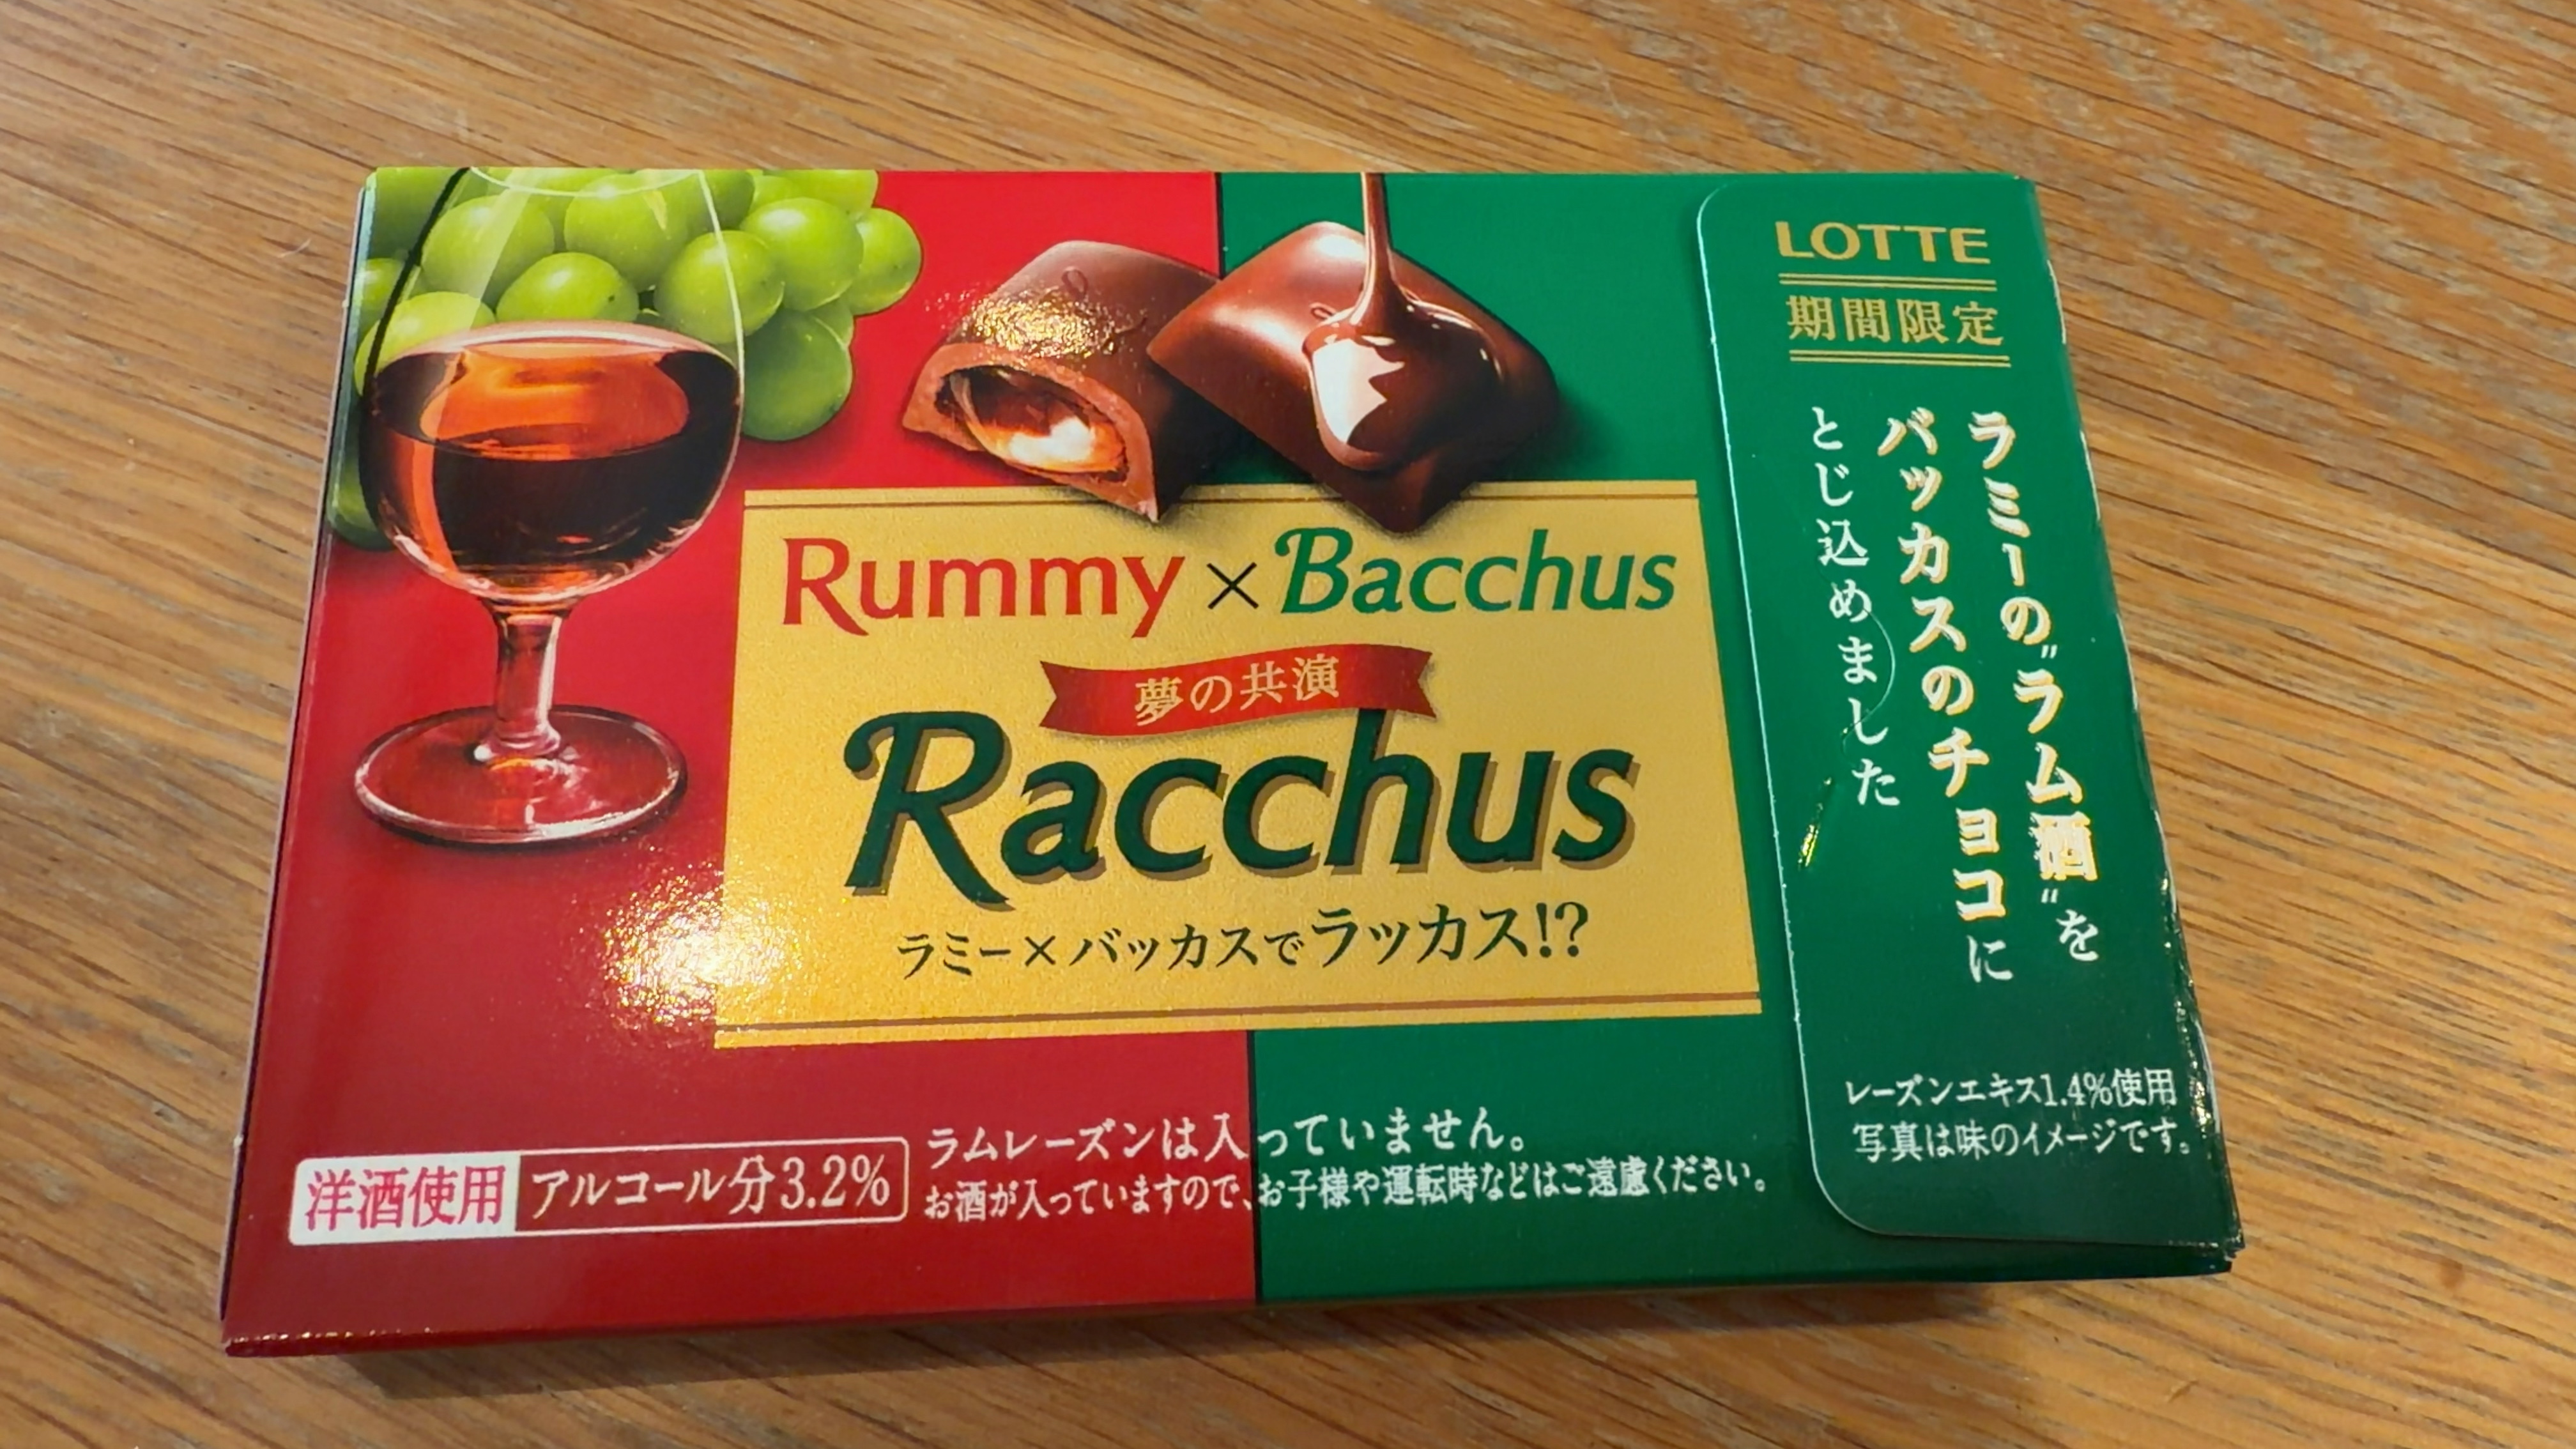 Rummy × Bacchus
夢の共演
Racchus
ラミー×バッカスでラッカス!?
洋酒使用 アルコール分3.2%
ラムレーズンは入っていません。
お酒が入っていますので、お子様や運転時などはご遠慮ください。
LOTTE
期間限定
ラミーの"ラム酒"を
バッカスのチョコに
とじ込めました
レーズンエキス1.4%使用
写真は味のイメージです。